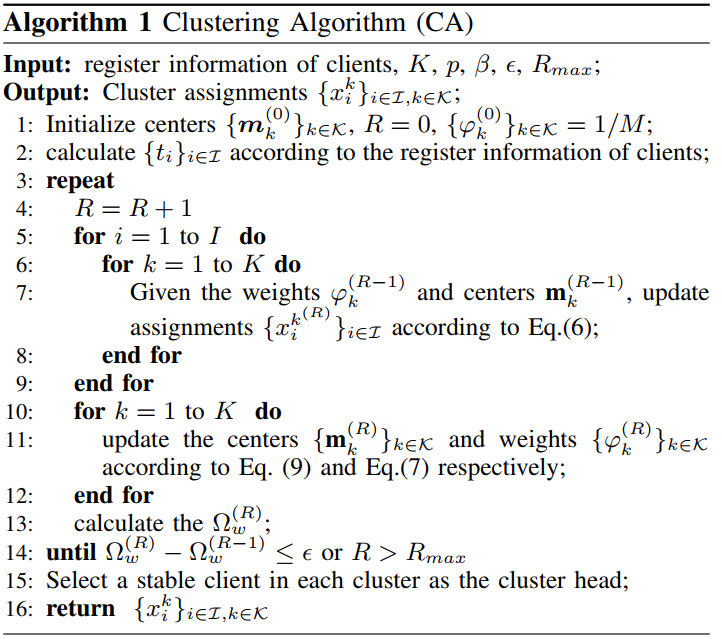 Algorithm 1 Clustering Algorithm (CA)
Input: register information of clients, $K$, $p$, $\beta$, $\epsilon$, $R_{max}$;
Output: Cluster assignments $\{x_i^k\}_{i\in\mathcal{I},k\in\mathcal{K}}$;
1: Initialize centers $\{\boldsymbol{m}_k^{(0)}\}_{k\in\mathcal{K}}$, $R = 0$, $\{\varphi_k^{(0)}\}_{k\in\mathcal{K}} = 1/M$;
2: calculate $\{t_i\}_{i\in\mathcal{I}}$ according to the register information of clients;
3: repeat
4: $R = R + 1$
5: for $i = 1$ to $I$ do
6: for $k = 1$ to $K$ do
7: Given the weights $\varphi_k^{(R-1)}$ and centers $\mathbf{m}_k^{(R-1)}$, update
assignments $\{x_i^{k^{(R)}}\}_{i\in\mathcal{I}}$ according to Eq.(6);
8: end for
9: end for
10: for $k = 1$ to $K$ do
11: update the centers $\{\mathbf{m}_k^{(R)}\}_{k\in\mathcal{K}}$ and weights $\{\varphi_k^{(R)}\}_{k\in\mathcal{K}}$
according to Eq. (9) and Eq.(7) respectively;
12: end for
13: calculate the $\Omega_w^{(R)}$;
14: until $\Omega_w^{(R)} - \Omega_w^{(R-1)} \leq \epsilon$ or $R > R_{max}$
15: Select a stable client in each cluster as the cluster head;
16: return $\{x_i^k\}_{i\in\mathcal{I},k\in\mathcal{K}}$